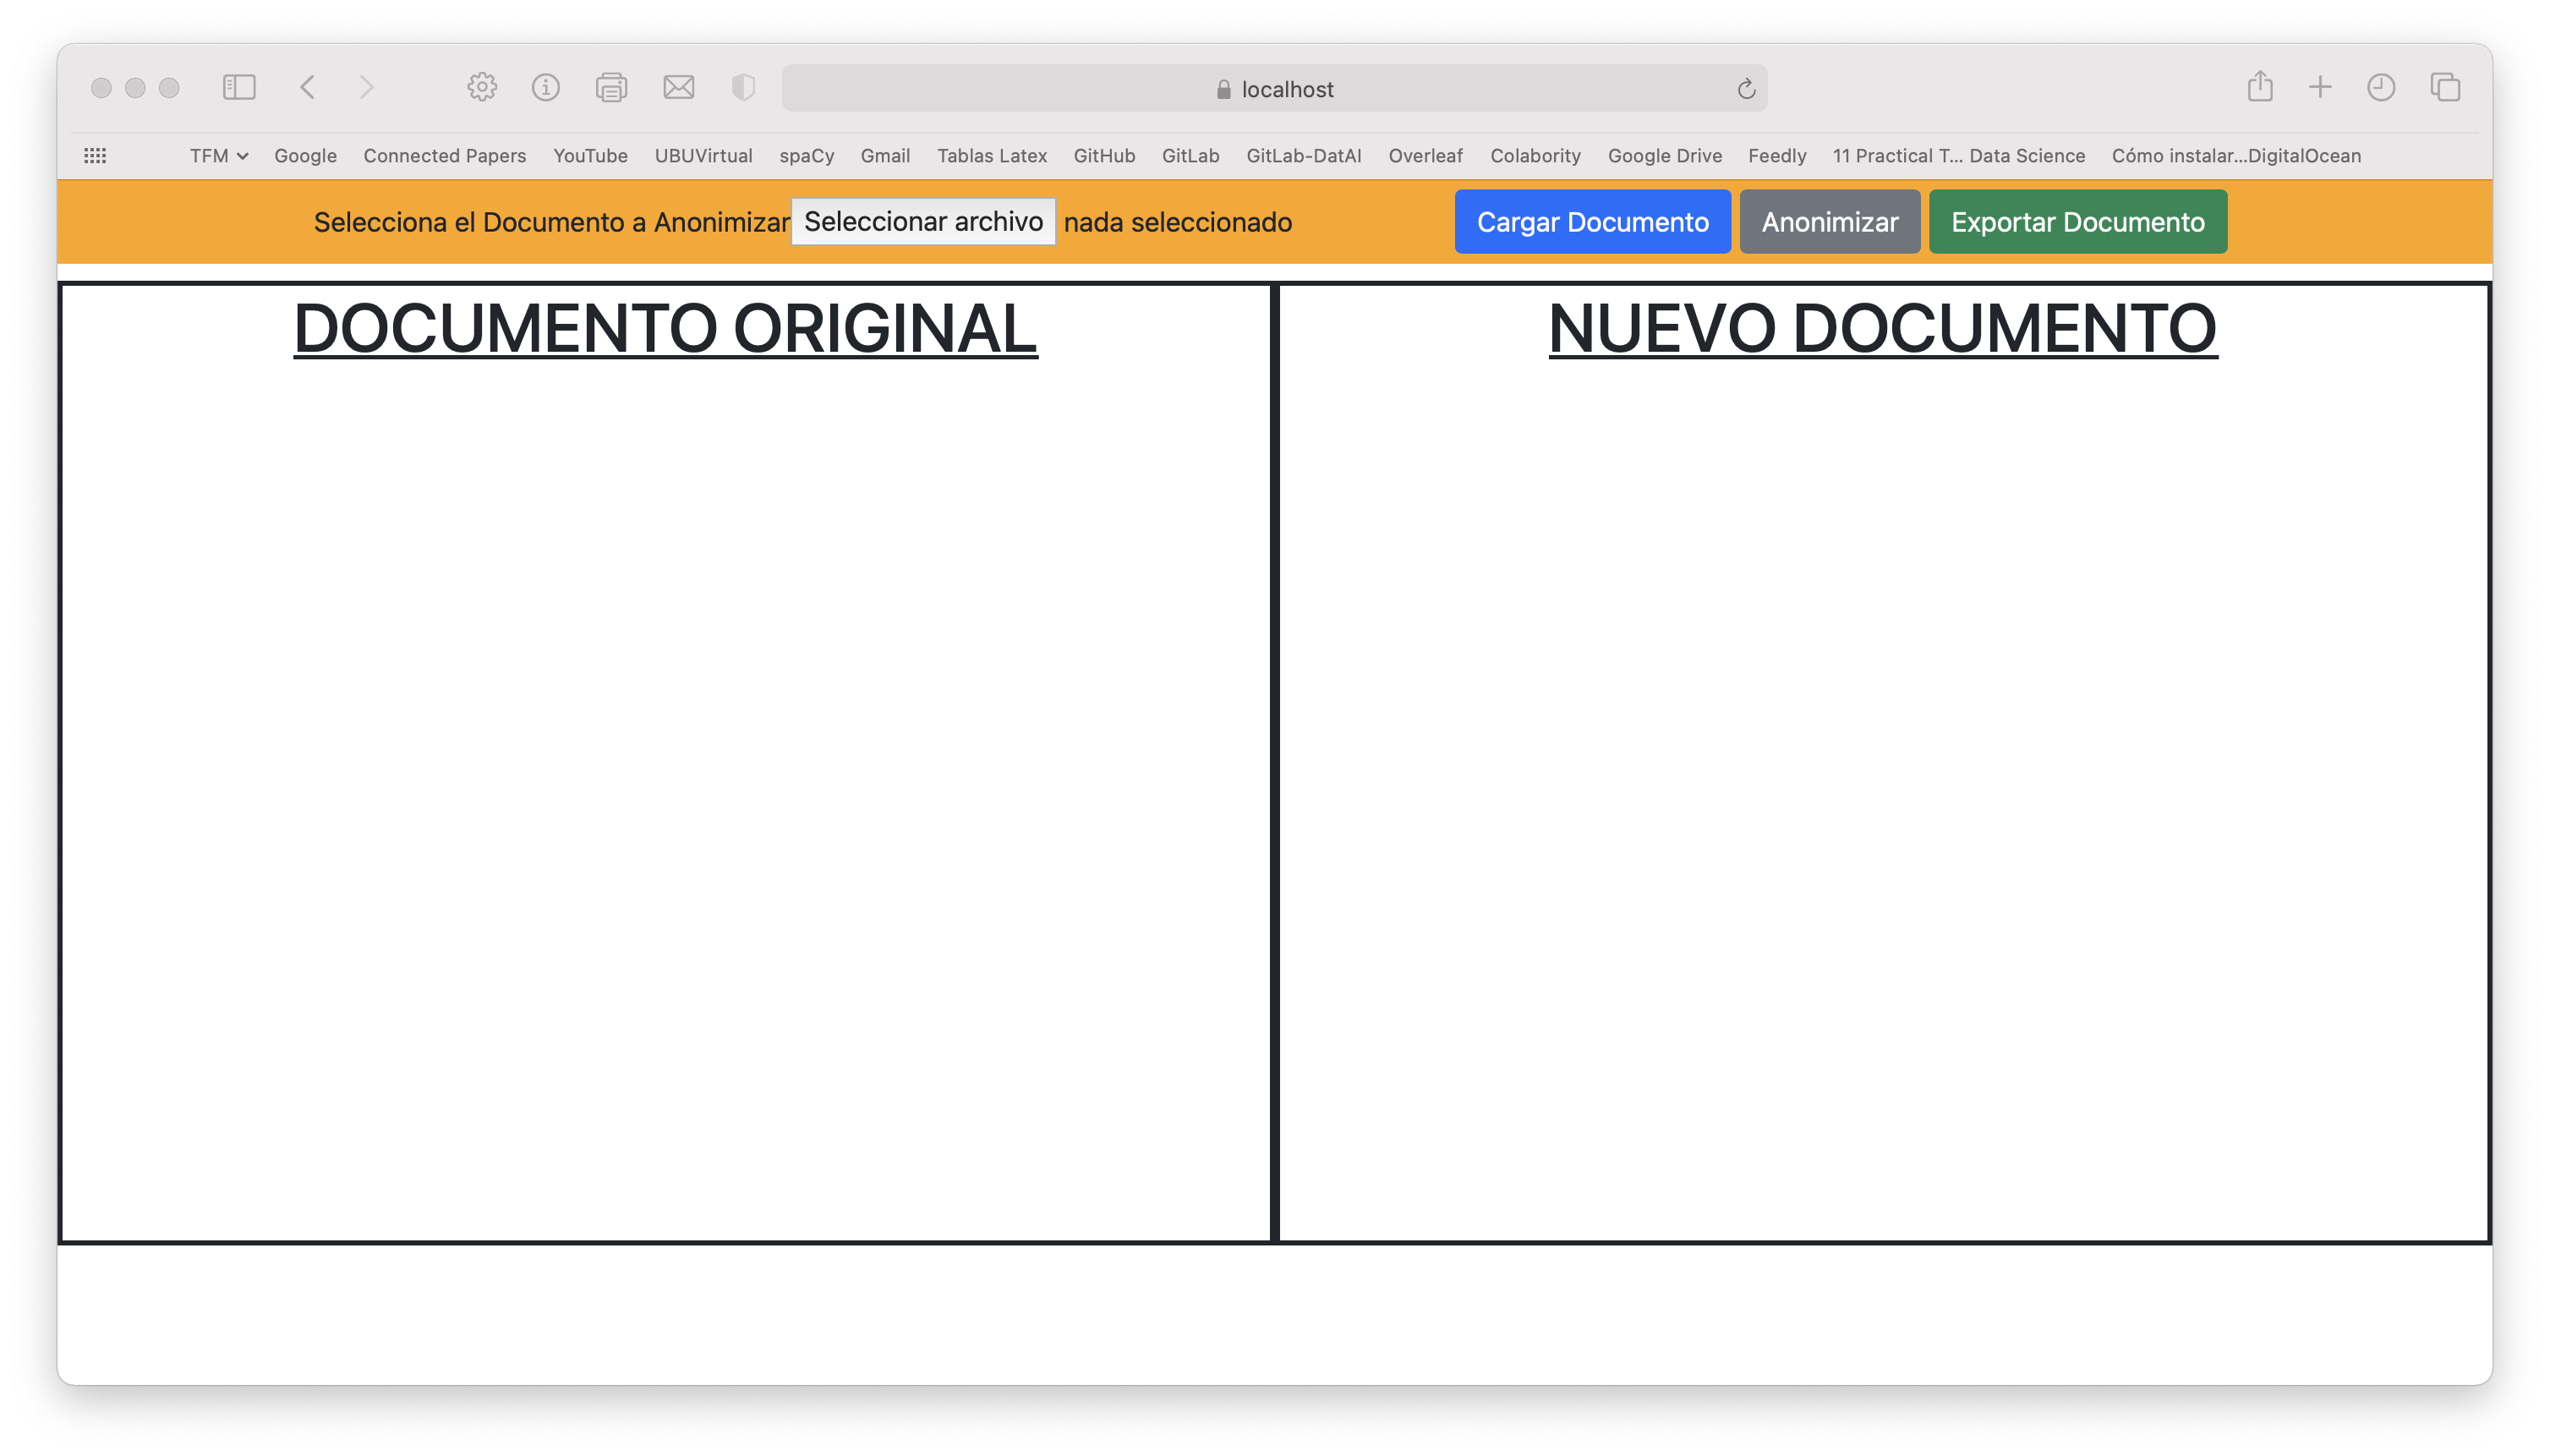 localhost
TFM Google Connected Papers YouTube UBUVirtual spaCy Gmail Tablas Latex GitHub GitLab GitLab-DatAI Overleaf Colabority Google Drive Feedly 11 Practical T... Data Science Cómo instalar...DigitalOcean
Selecciona el Documento a Anonimizar Seleccionar archivo nada seleccionado Cargar Documento Anonimizar Exportar Documento
DOCUMENTO ORIGINAL NUEVO DOCUMENTO